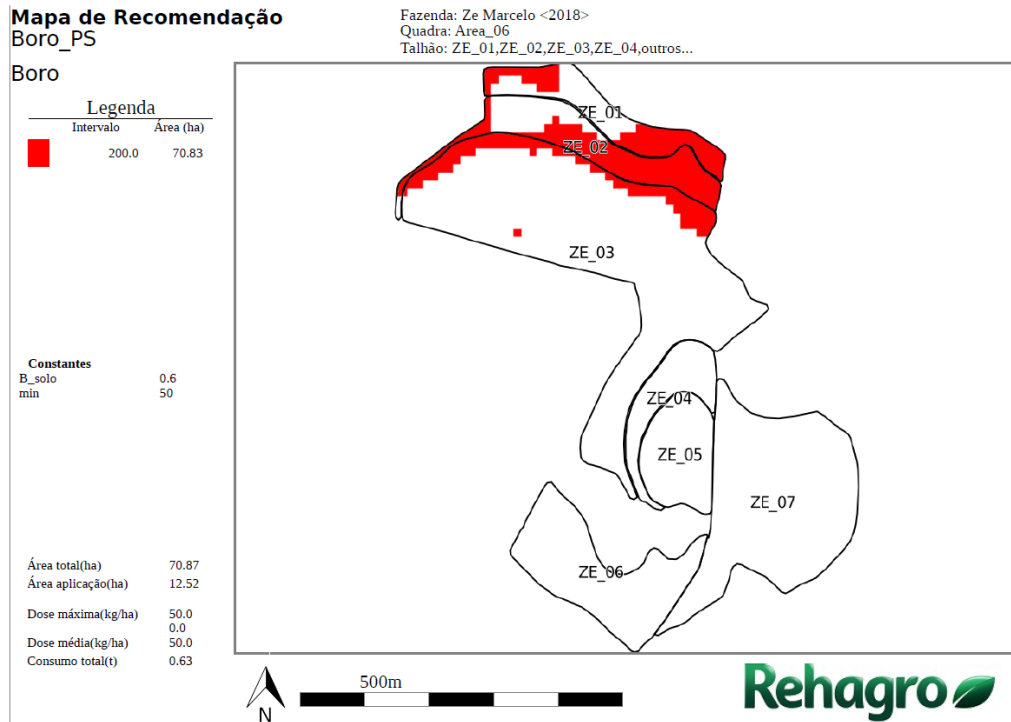 Mapa de Recomendação
Boro_PS
Boro
Fazenda: Ze Marcelo <2018>
Quadra: Area_06
Talhão: ZE_01,ZE_02,ZE_03,ZE_04,outros...
Legenda
Intervalo Área (ha)
200.0 70.83
Constantes
B_solo 0.6
min 50
Área total(ha) 70.87
Área aplicação(ha) 12.52
Dose máxima(kg/ha) 50.0
0.0
Dose média(kg/ha) 50.0
Consumo total(t) 0.63
ZE_01
ZE_02
ZE_03
ZE_04
ZE_05
ZE_07
ZE_06
N
500m
Rehagro